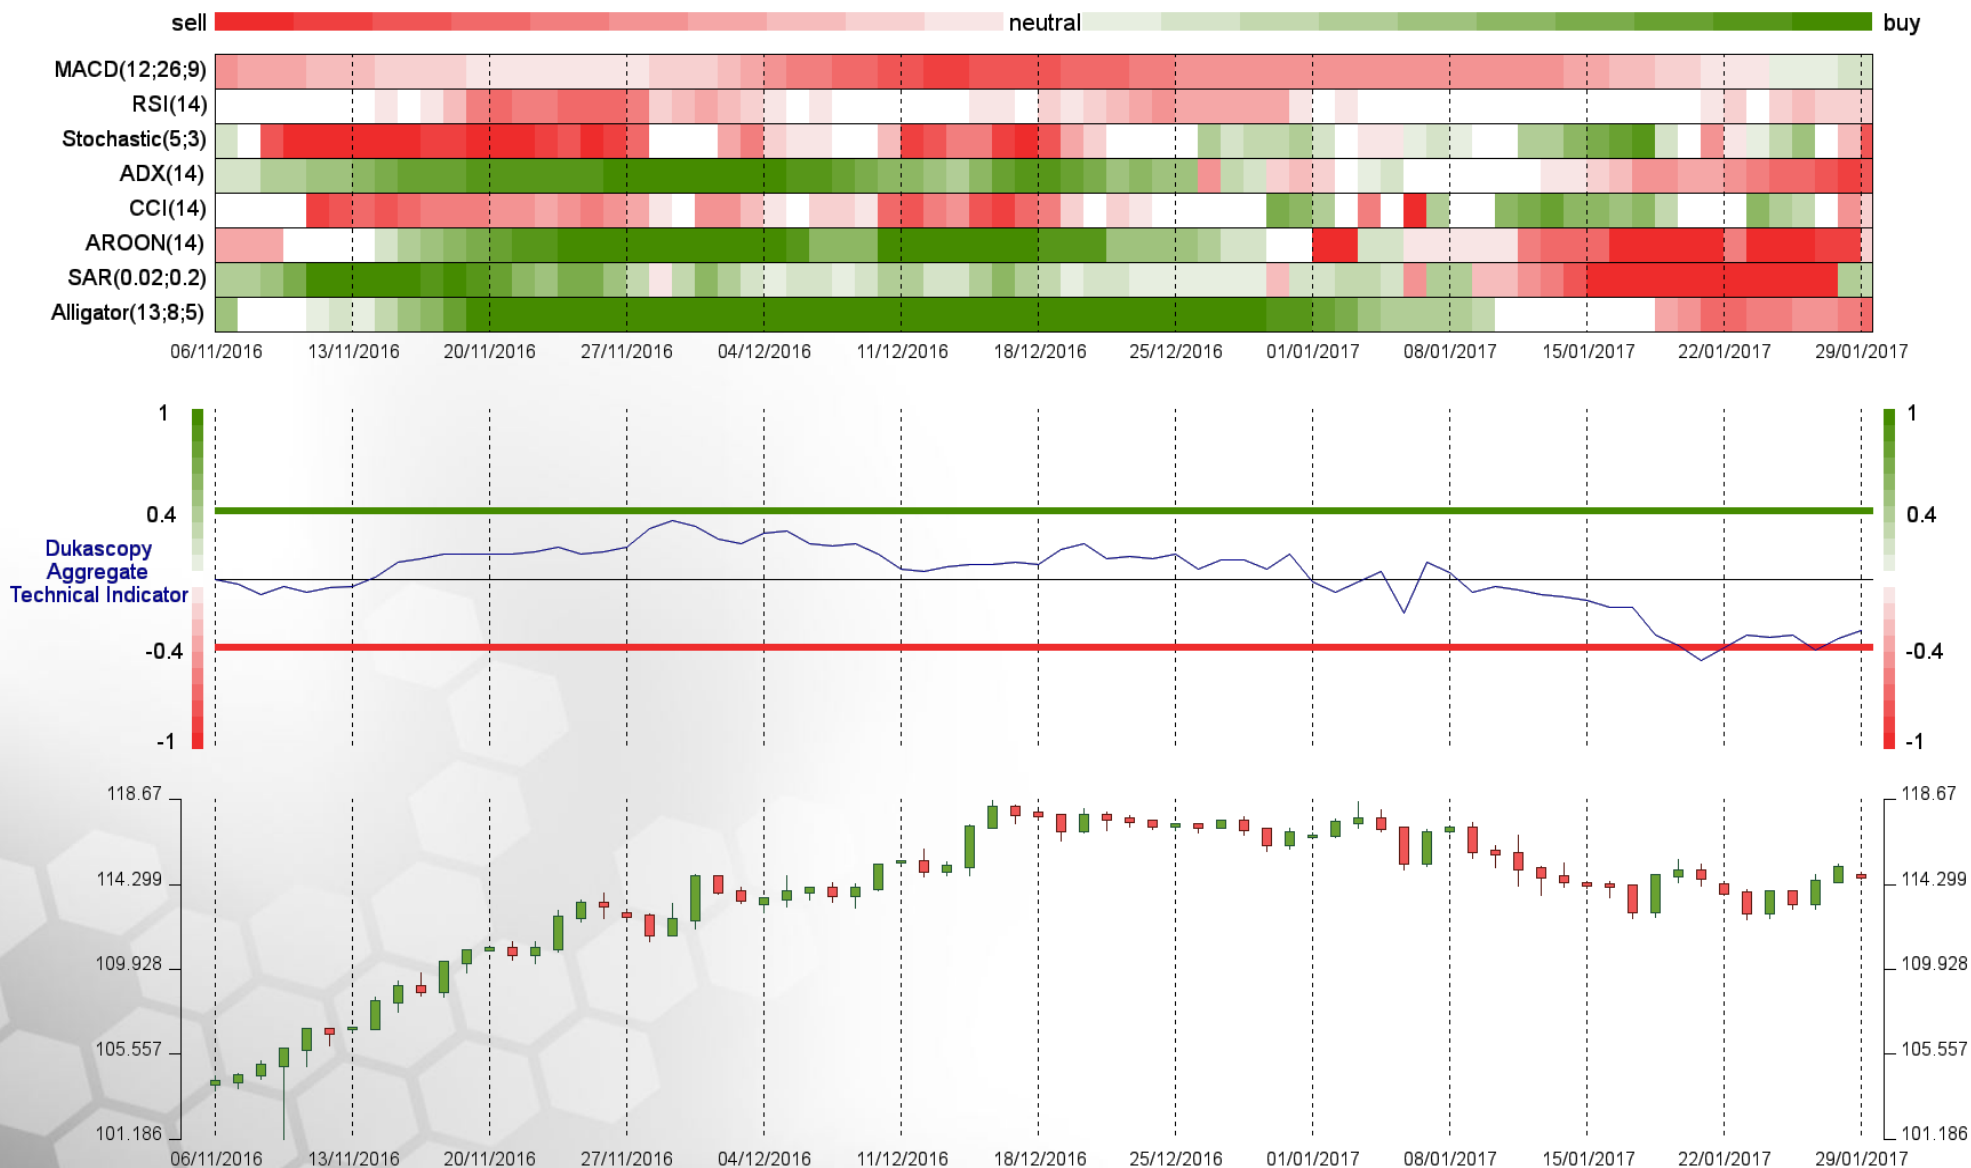 sell neutral buy
MACD(12;26;9)
RSI(14)
Stochastic(5;3)
ADX(14)
CCI(14)
AROON(14)
SAR(0.02;0.2)
Alligator(13;8;5)
06/11/2016 13/11/2016 20/11/2016 27/11/2016 04/12/2016 11/12/2016 18/12/2016 25/12/2016 01/01/2017 08/01/2017 15/01/2017 22/01/2017 29/01/2017
1 1
0.4 0.4
Dukascopy
Aggregate
Technical Indicator
-0.4 -0.4
-1 -1
118.67 118.67
114.299 114.299
109.928 109.928
105.557 105.557
101.186 101.186
06/11/2016 13/11/2016 20/11/2016 27/11/2016 04/12/2016 11/12/2016 18/12/2016 25/12/2016 01/01/2017 08/01/2017 15/01/2017 22/01/2017 29/01/2017